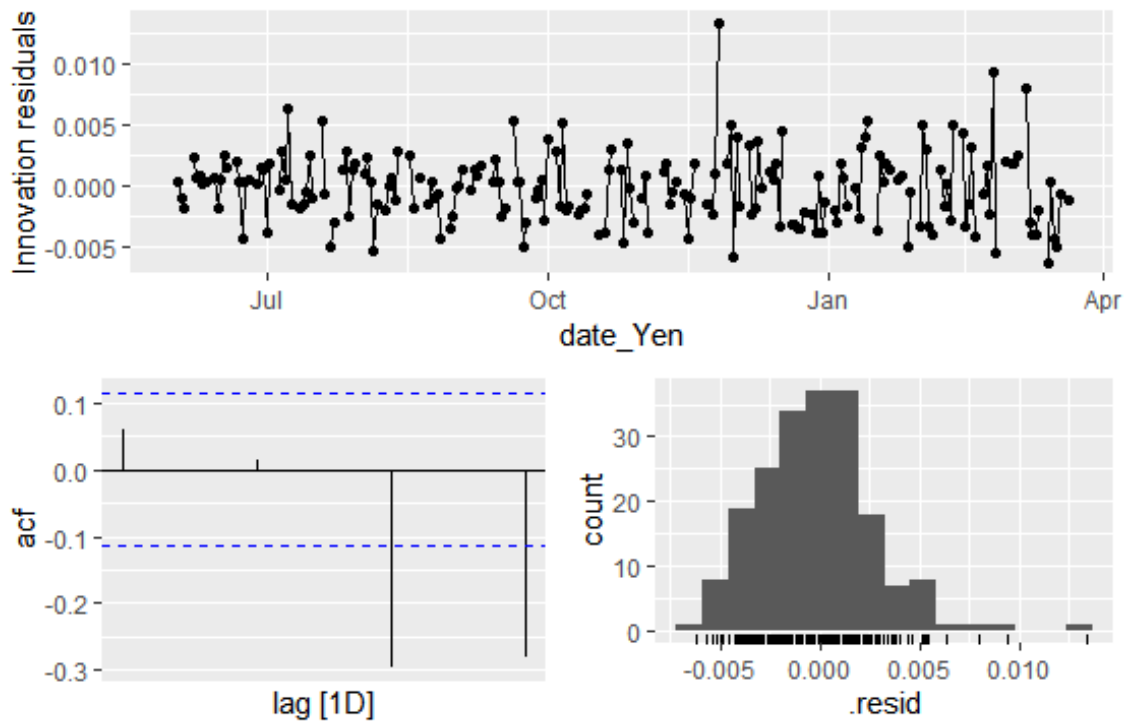 Innovation residuals
0.010
0.005
0.000
-0.005
Jul
Oct
Jan
Apr
date_Yen
acf
0.1
0.0
-0.1
-0.2
-0.3
lag [1D]
count
30
20
10
0
-0.005
0.000
0.005
0.010
.resid